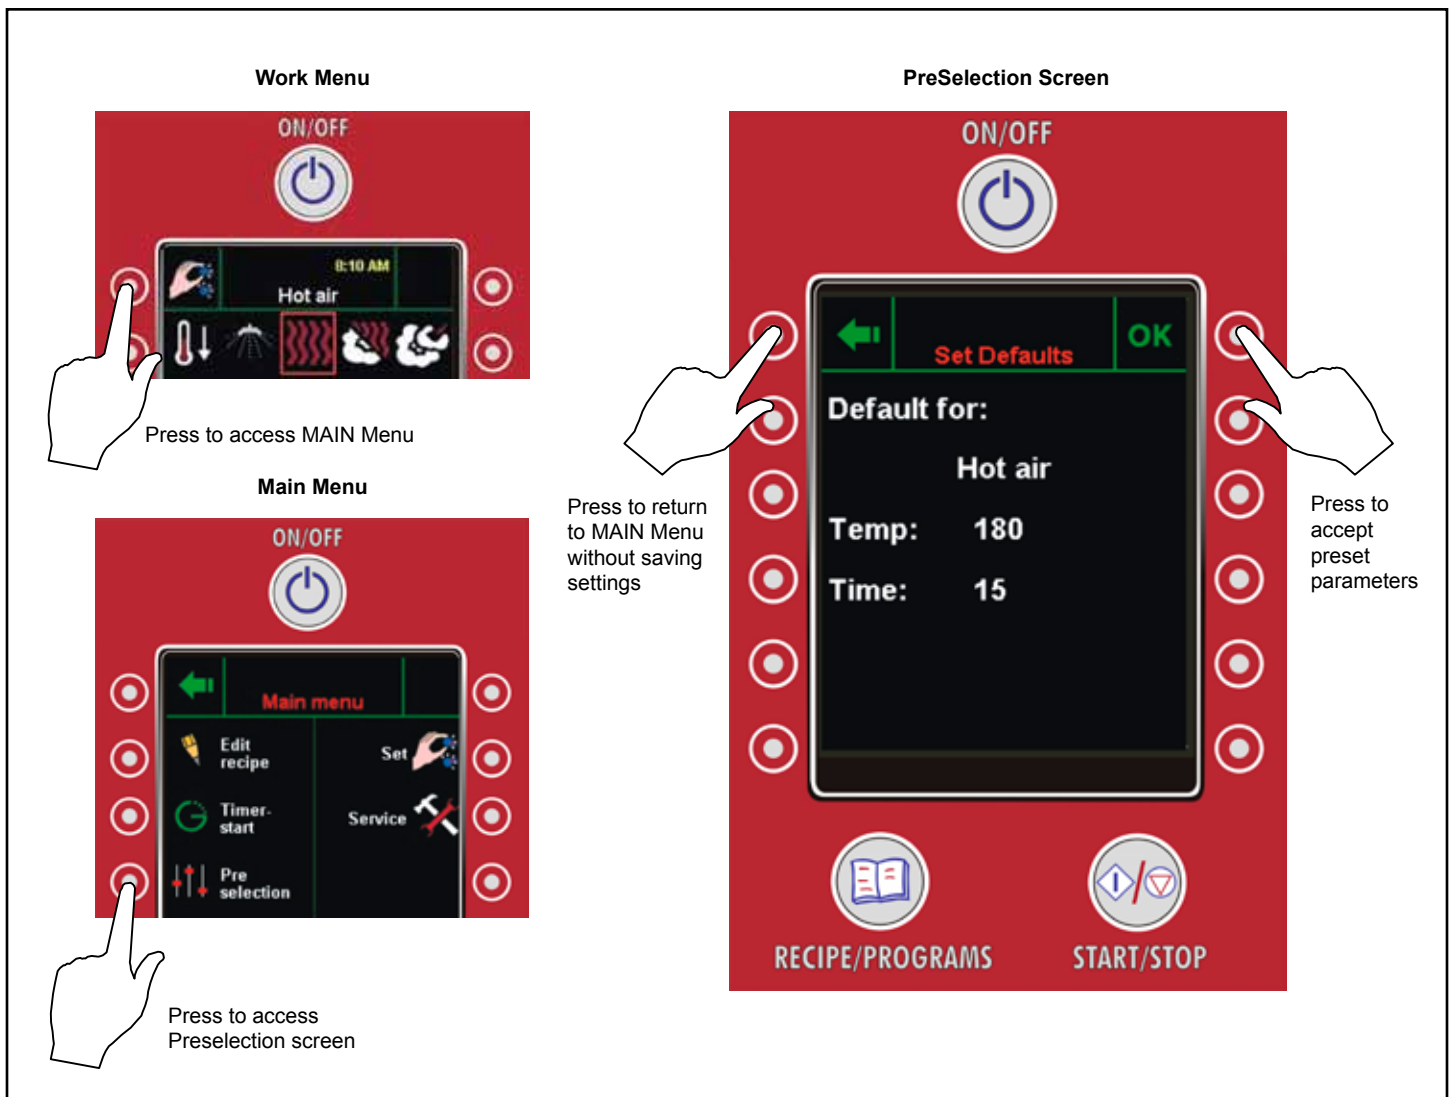 Work Menu
ON/OFF
8:10 AM
Hot air
Press to access MAIN Menu
Main Menu
ON/OFF
Main menu
Edit
recipe
Set
Timer-
start
Service
Pre
selection
Press to access
Preselection screen
PreSelection Screen
ON/OFF
Set Defaults
OK
Default for:
Hot air
Temp: 180
Time: 15
Press to return
to MAIN Menu
without saving
settings
Press to
accept
preset
parameters
RECIPE/PROGRAMS
START/STOP